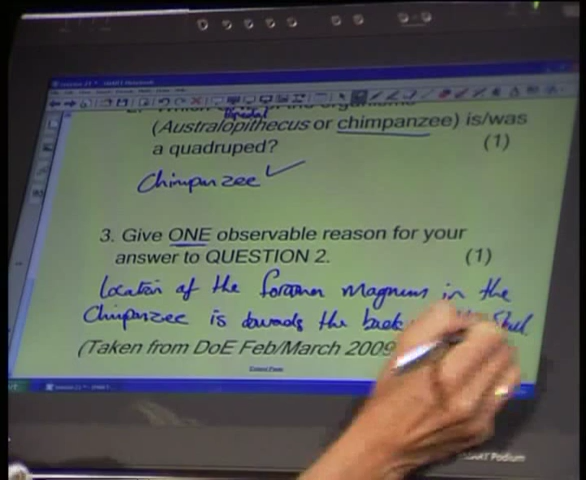 (Australopithecus or chimpanzee) is/was
a quadruped? (1)
Chimpanzee
3. Give ONE observable reason for your
answer to QUESTION 2. (1)
location of the foramen magnum in the
Chimpanzee is towards the back
(Taken from DoE Feb/March 2009
Podium